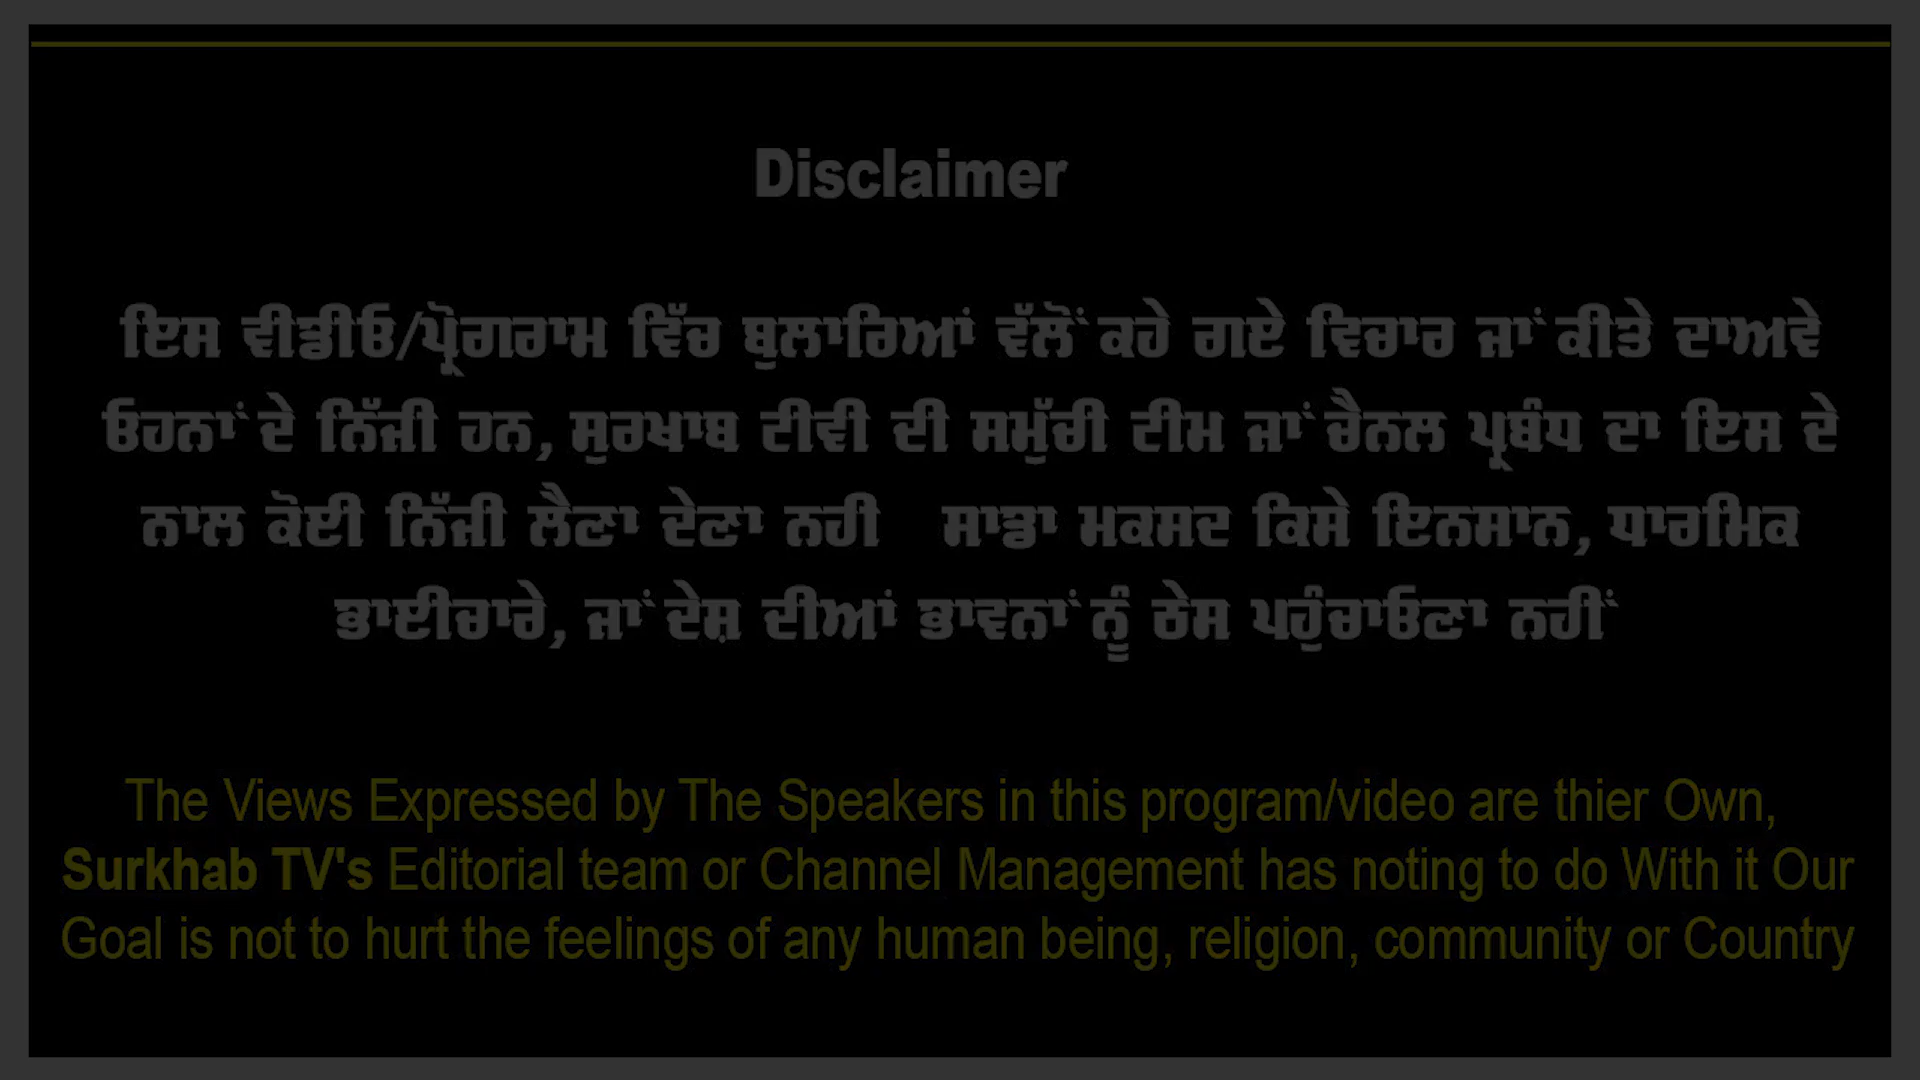 Disclaimer
ਇਸ ਵੀਡੀਓ/ਪ੍ਰੋਗਰਾਮ ਵਿੱਚ ਬੁਲਾਰਿਆਂ ਵੱਲੋਂ ਕਹੇ ਗਏ ਵਿਚਾਰ ਜਾਂ ਕੀਤੇ ਦਾਅਵੇ
ਓਹਨਾਂ ਦੇ ਨਿੱਜੀ ਹਨ, ਸੁਰਖਾਬ ਟੀਵੀ ਦੀ ਸਮੁੱਚੀ ਟੀਮ ਜਾਂ ਚੈਨਲ ਪ੍ਰਬੰਧ ਦਾ ਇਸ ਦੇ
ਨਾਲ ਕੋਈ ਨਿੱਜੀ ਲੈਣਾ ਦੇਣਾ ਨਹੀ ਸਾਡਾ ਮਕਸਦ ਕਿਸੇ ਇਨਸਾਨ, ਧਾਰਮਿਕ
ਭਾਈਚਾਰੇ, ਜਾਂ ਦੇਸ਼ ਦੀਆਂ ਭਾਵਨਾਂ ਨੂੰ ਠੇਸ ਪਹੁੰਚਾਓਣਾ ਨਹੀਂ
The Views Expressed by The Speakers in this program/video are thier Own,
Surkhab TV's Editorial team or Channel Management has noting to do With it Our
Goal is not to hurt the feelings of any human being, religion, community or Country